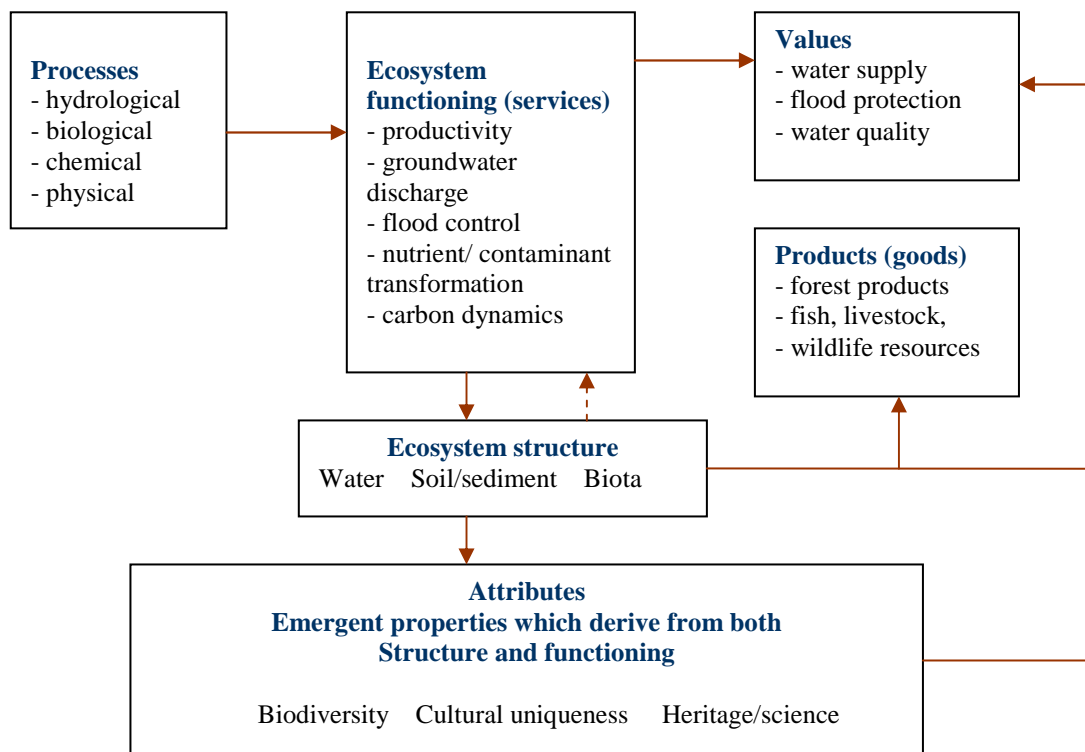 Processes
- hydrological
- biological
- chemical
- physical
Ecosystem
functioning (services)
- productivity
- groundwater
discharge
- flood control
- nutrient/ contaminant
transformation
- carbon dynamics
Values
- water supply
- flood protection
- water quality
Products (goods)
- forest products
- fish, livestock,
- wildlife resources
Ecosystem structure
Water Soil/sediment Biota
Attributes
Emergent properties which derive from both
Structure and functioning
Biodiversity Cultural uniqueness Heritage/science